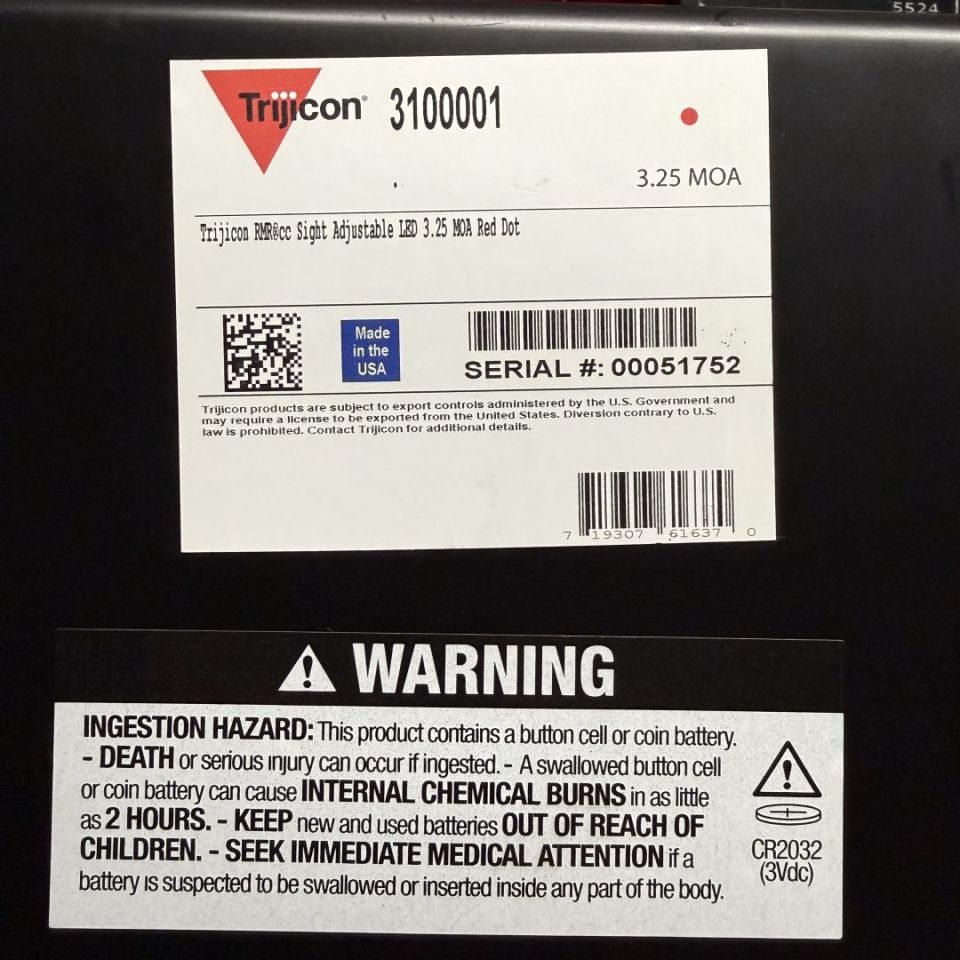 5524
Trijicon® 3100001
3.25 MOA
Trijicon RMR®cc Sight Adjustable LED 3.25 MOA Red Dot
Made
in the
USA
SERIAL #: 00051752
Trijicon products are subject to export controls administered by the U.S. Government and
may require a license to be exported from the United States. Diversion contrary to U.S.
law is prohibited. Contact Trijicon for additional details.
7 19307 61637 0
WARNING
INGESTION HAZARD: This product contains a button cell or coin battery.
- DEATH or serious injury can occur if ingested. - A swallowed button cell
or coin battery can cause INTERNAL CHEMICAL BURNS in as little
as 2 HOURS. - KEEP new and used batteries OUT OF REACH OF
CHILDREN. - SEEK IMMEDIATE MEDICAL ATTENTION if a
battery is suspected to be swallowed or inserted inside any part of the body.
CR2032
(3Vdc)